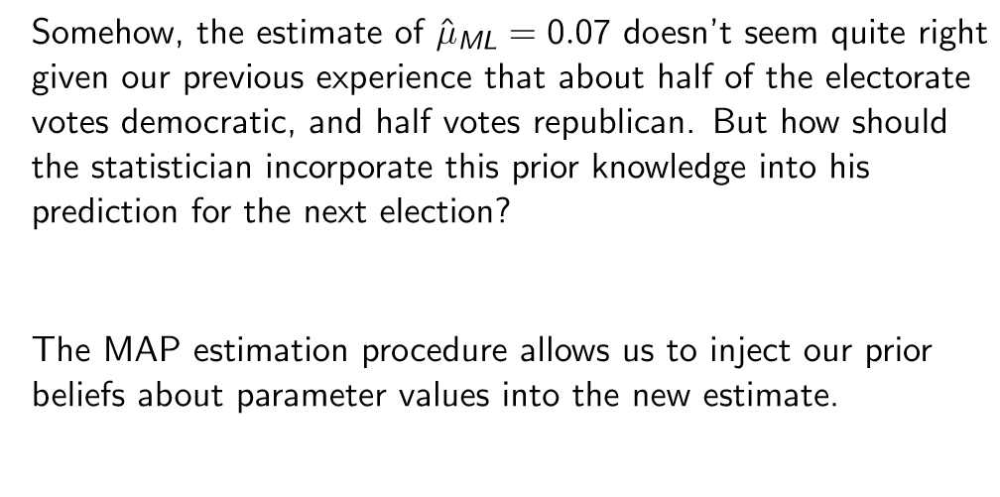 Somehow, the estimate of μ̂_ML = 0.07 doesn't seem quite right
given our previous experience that about half of the electorate
votes democratic, and half votes republican. But how should
the statistician incorporate this prior knowledge into his
prediction for the next election?
The MAP estimation procedure allows us to inject our prior
beliefs about parameter values into the new estimate.